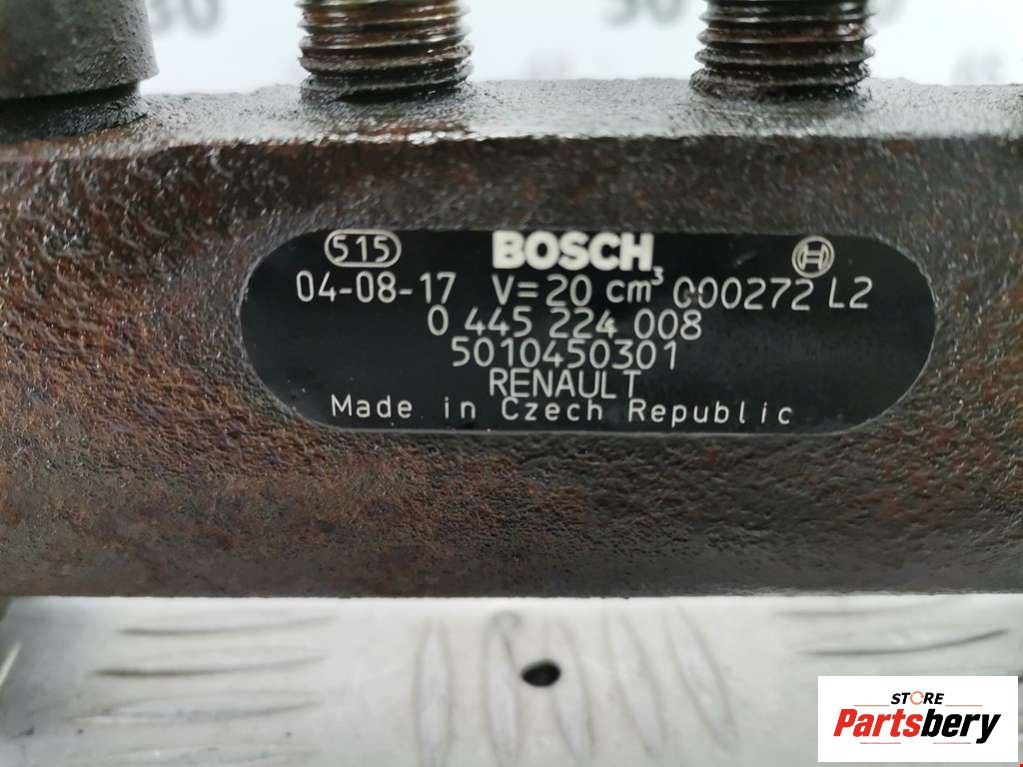 515 BOSCH
04-08-17 V=20 cm³ 000272 L2
0 445 224 008
5010450301
RENAULT
Made in Czech Republic
STORE
Partsbery